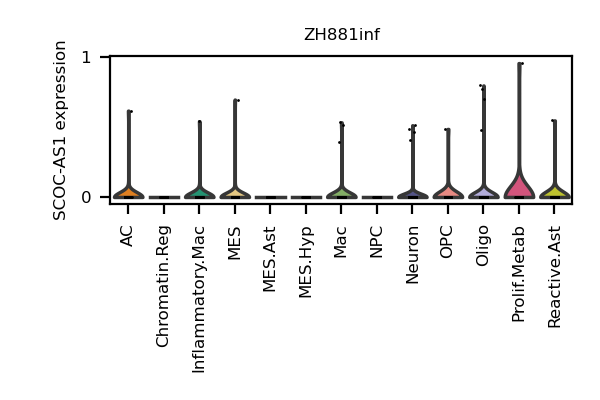 ZH881inf
SCOC-AS1 expression
1
0
AC
Chromatin.Reg
Inflammatory.Mac
MES
MES.Ast
MES.Hyp
Mac
NPC
Neuron
OPC
Oligo
Prolif.Metab
Reactive.Ast